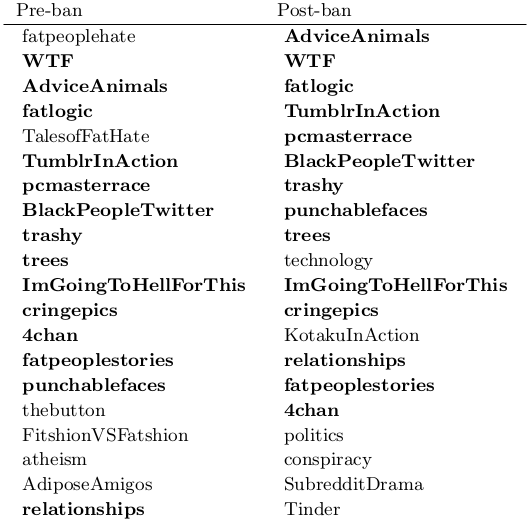 Pre-ban Post-ban
fatpeoplehate AdviceAnimals
WTF WTF
AdviceAnimals fatlogic
fatlogic TumblrInAction
TalesofFatHate pcmasterrace
TumblrInAction BlackPeopleTwitter
pcmasterrace trashy
BlackPeopleTwitter punchablefaces
trashy trees
trees technology
ImGoingToHellForThis ImGoingToHellForThis
cringepics cringepics
4chan KotakuInAction
fatpeoplestories relationships
punchablefaces fatpeoplestories
thebutton 4chan
FitshionVSFatshion politics
atheism conspiracy
AdiposeAmigos SubredditDrama
relationships Tinder